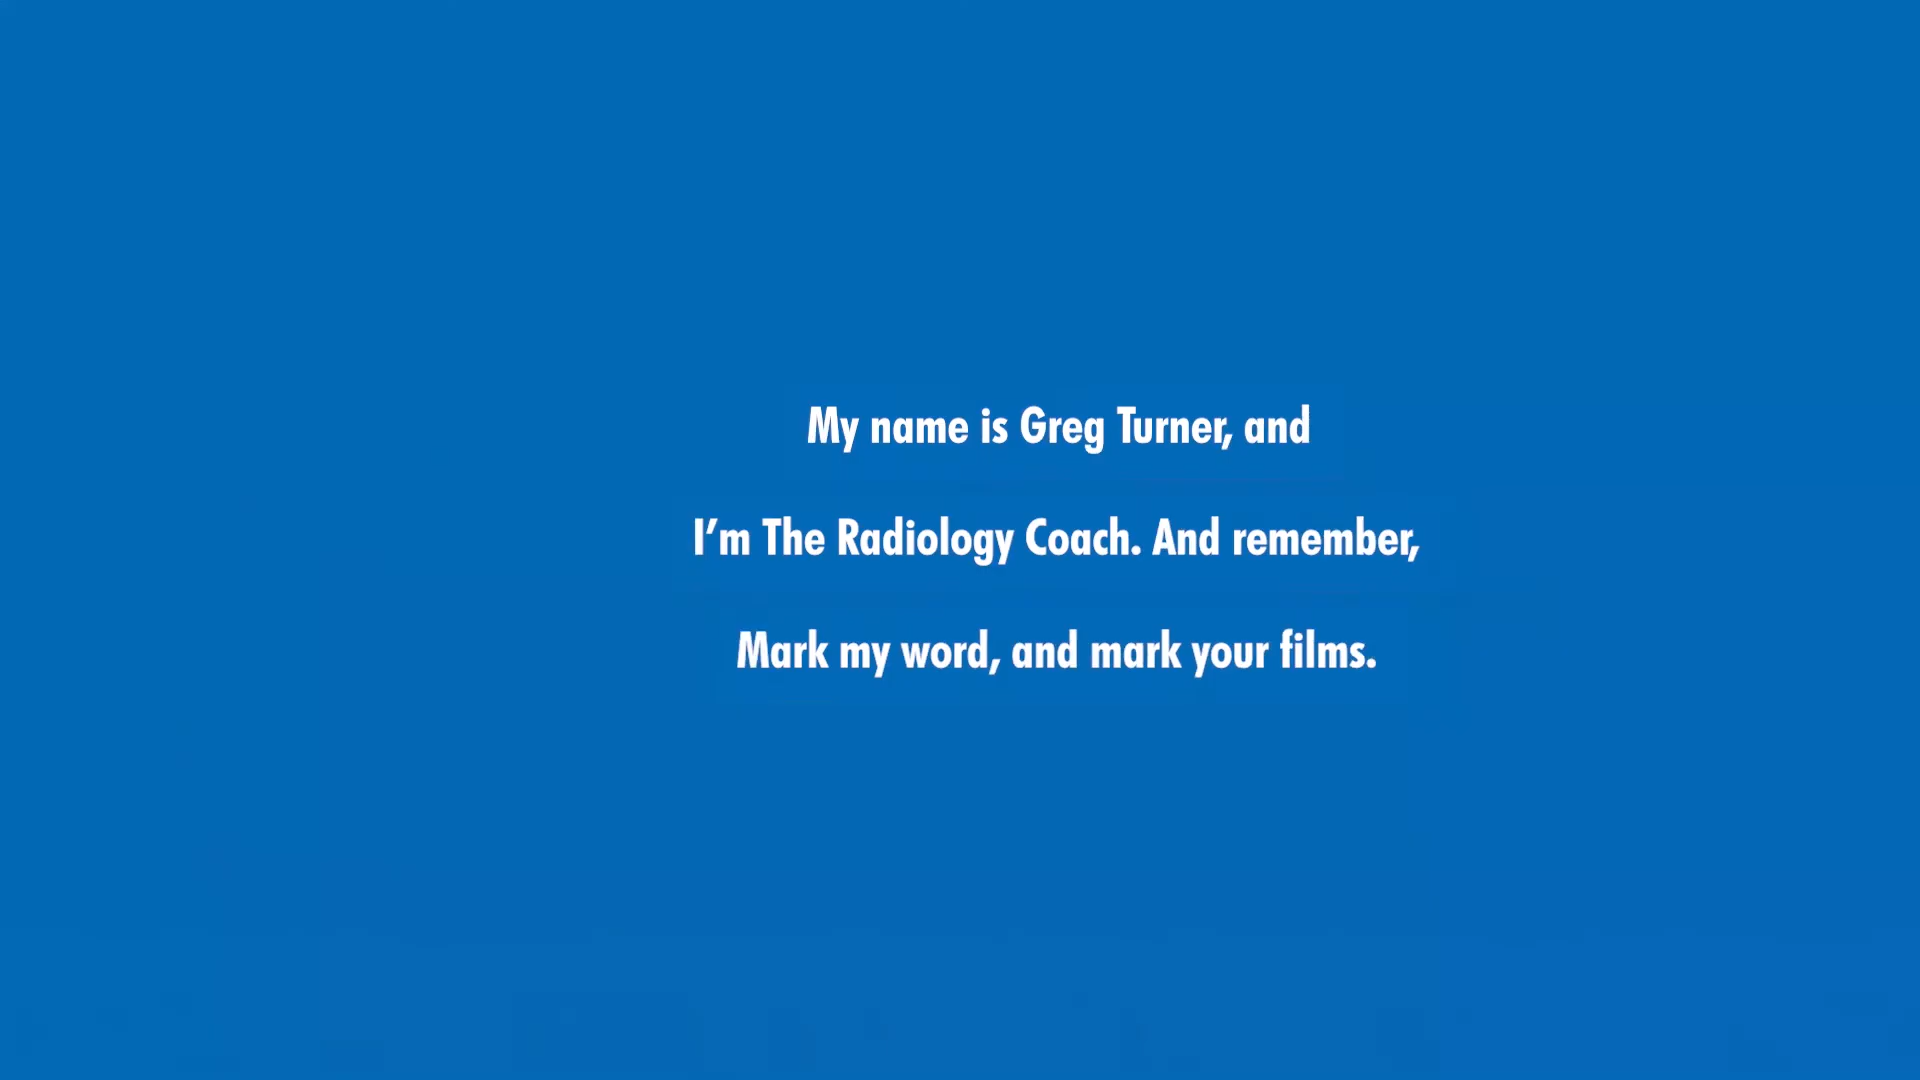 My name is Greg Turner, and
I’m The Radiology Coach. And remember,
Mark my word, and mark your films.